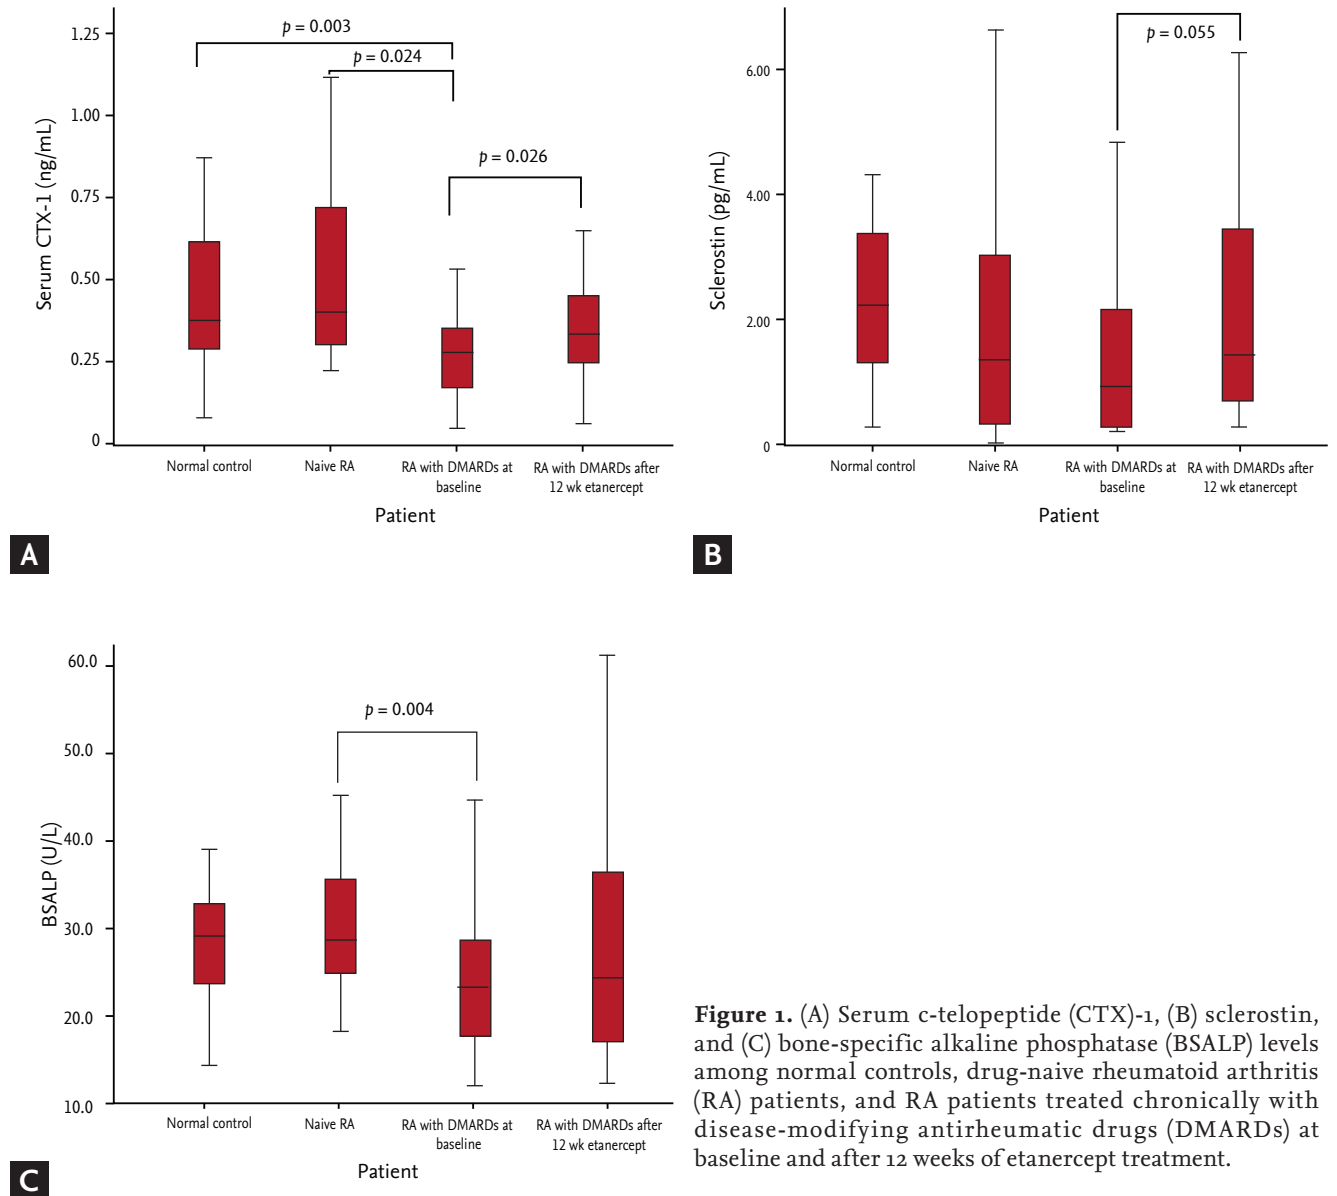 p = 0.003
1.25
p = 0.024
1.00
p = 0.026
0.75
0.50
0.25
0
Serum CTX-1 (ng/mL)
Normal control
Naive RA
RA with DMARDs at
baseline
RA with DMARDs after
12 wk etanercept
Patient
A
p = 0.055
6.00
4.00
2.00
0
Sclerostin (pg/mL)
Normal control
Naive RA
RA with DMARDs at
baseline
RA with DMARDs after
12 wk etanercept
Patient
B
60.0
p = 0.004
50.0
40.0
30.0
20.0
10.0
BSALP (U/L)
Normal control
Naive RA
RA with DMARDs at
baseline
RA with DMARDs after
12 wk etanercept
Patient
C
Figure 1. (A) Serum c-telopeptide (CTX)-1, (B) sclerostin,
and (C) bone-specific alkaline phosphatase (BSALP) levels
among normal controls, drug-naive rheumatoid arthritis
(RA) patients, and RA patients treated chronically with
disease-modifying antirheumatic drugs (DMARDs) at
baseline and after 12 weeks of etanercept treatment.